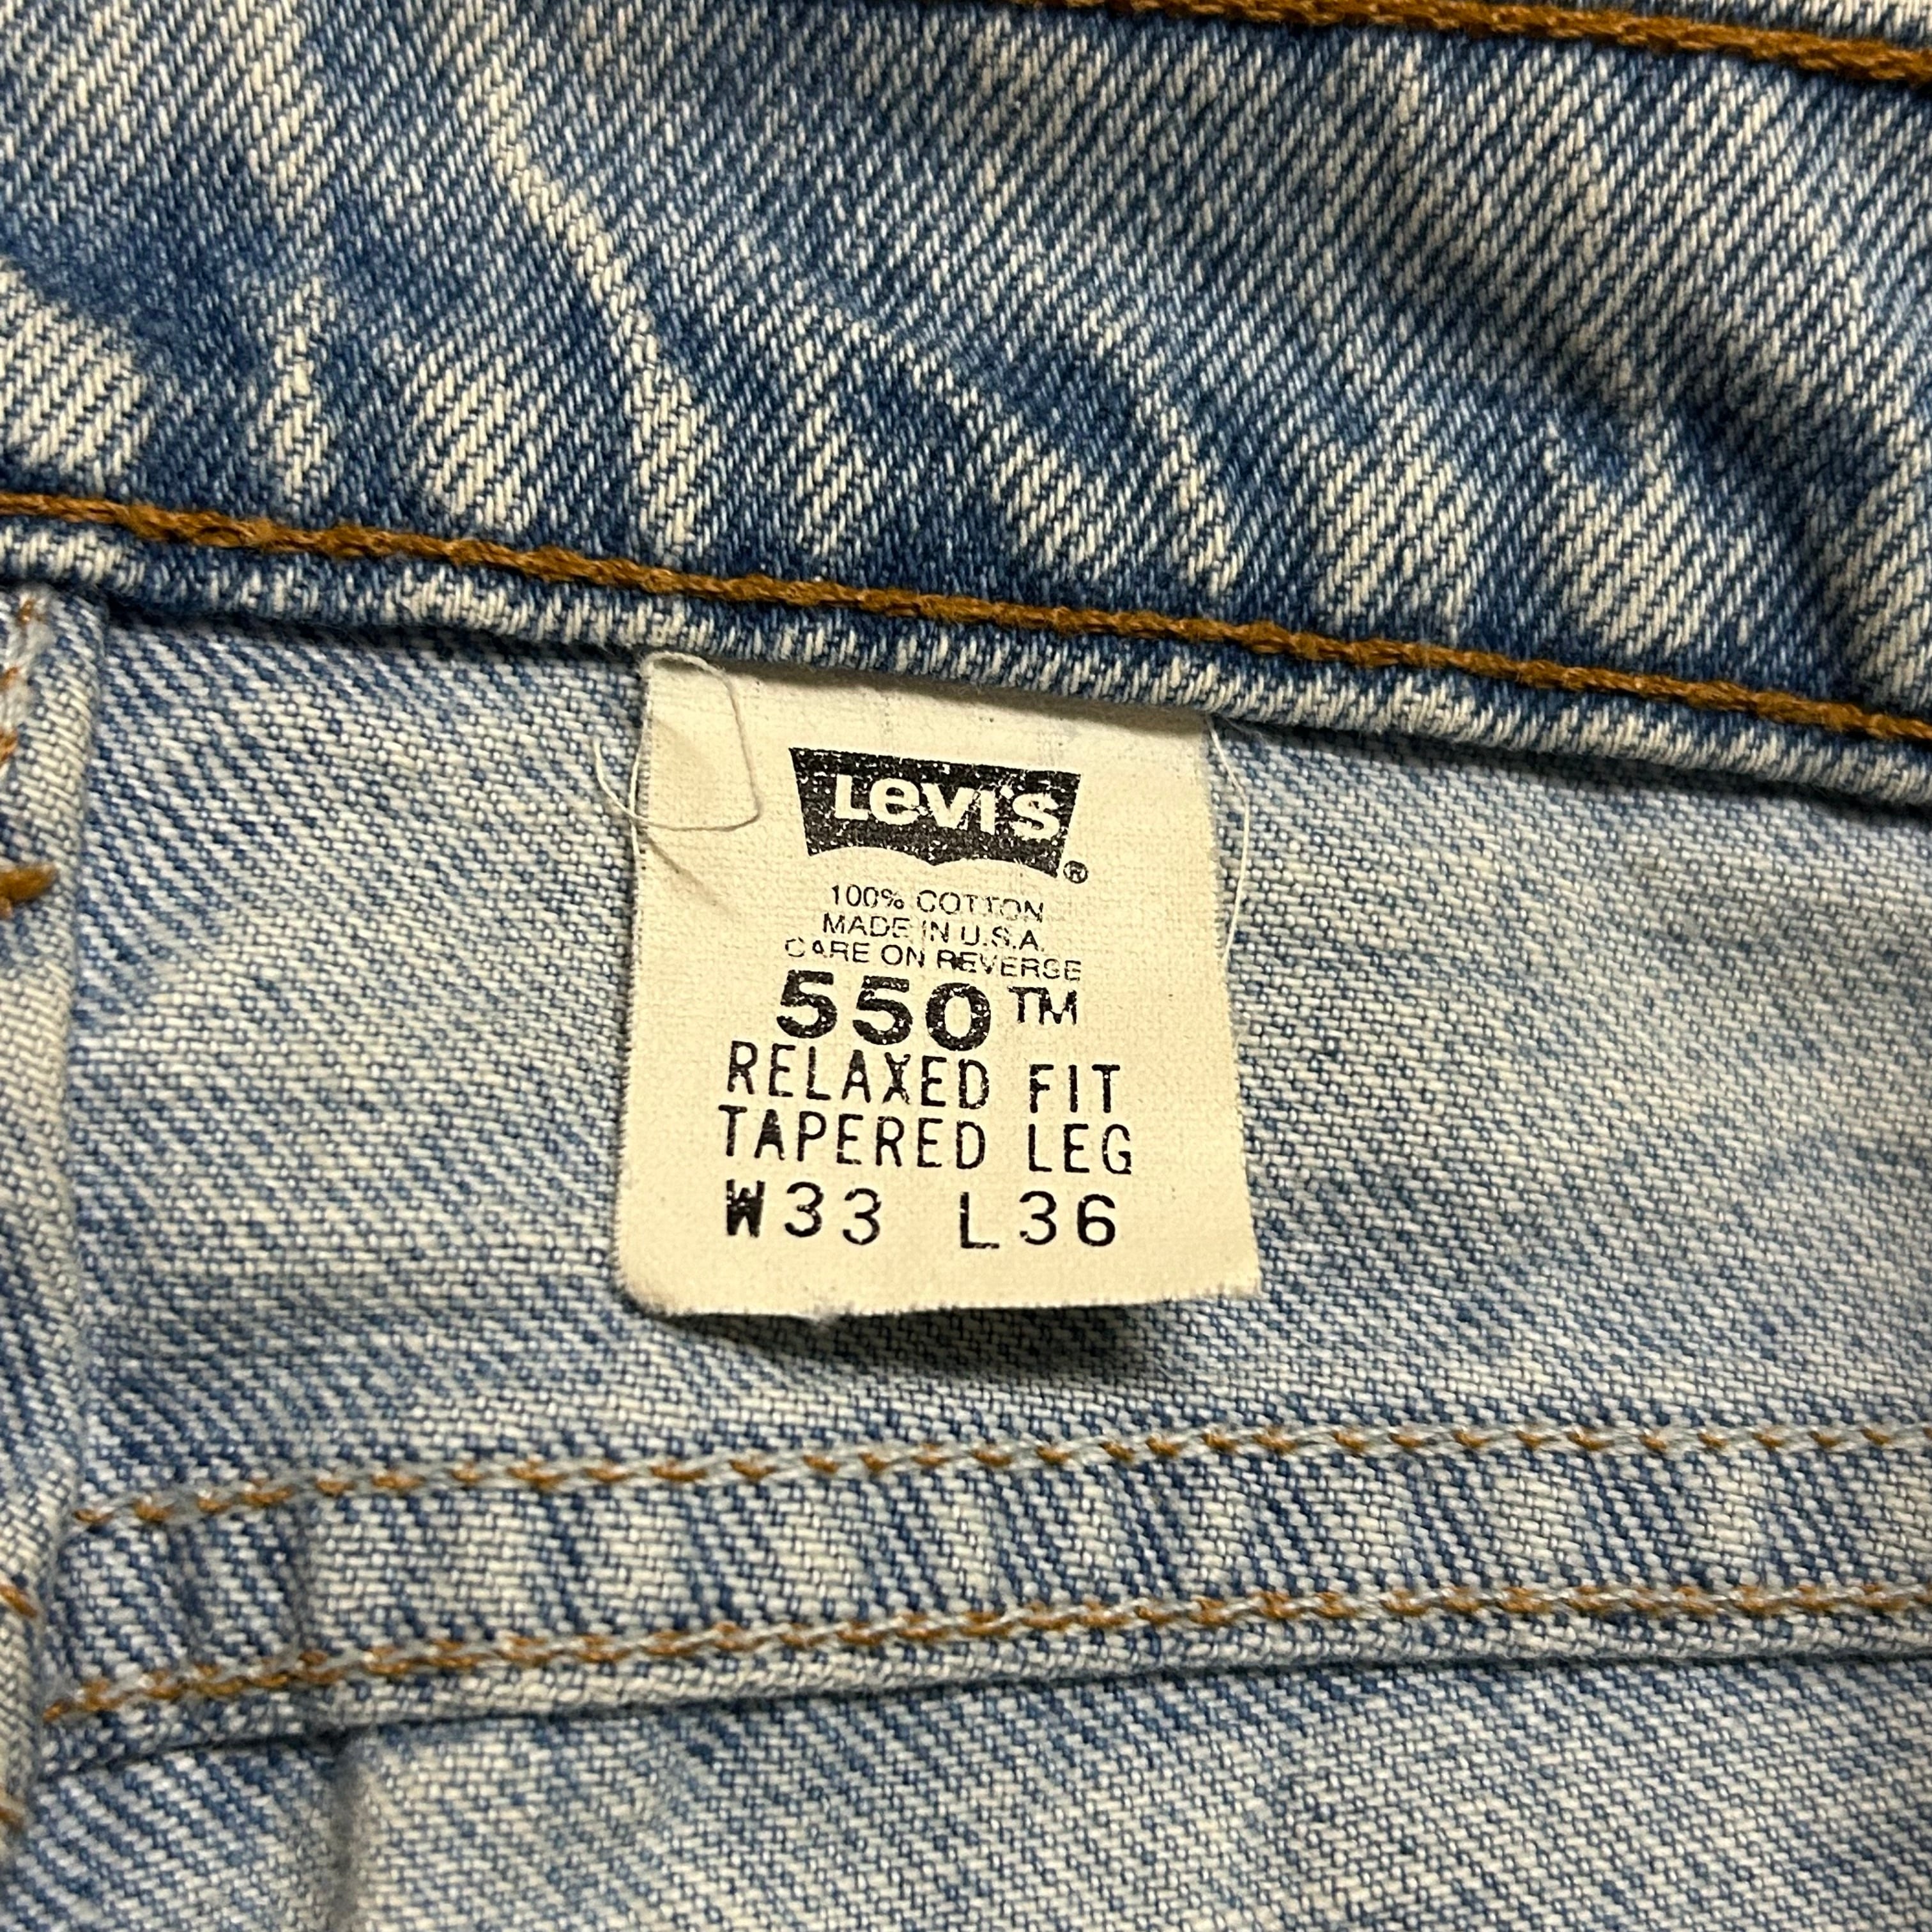 Levi's®
100% COTTON
MADE IN U.S.A.
CARE ON REVERSE
550™
RELAXED FIT
TAPERED LEG
W33 L36